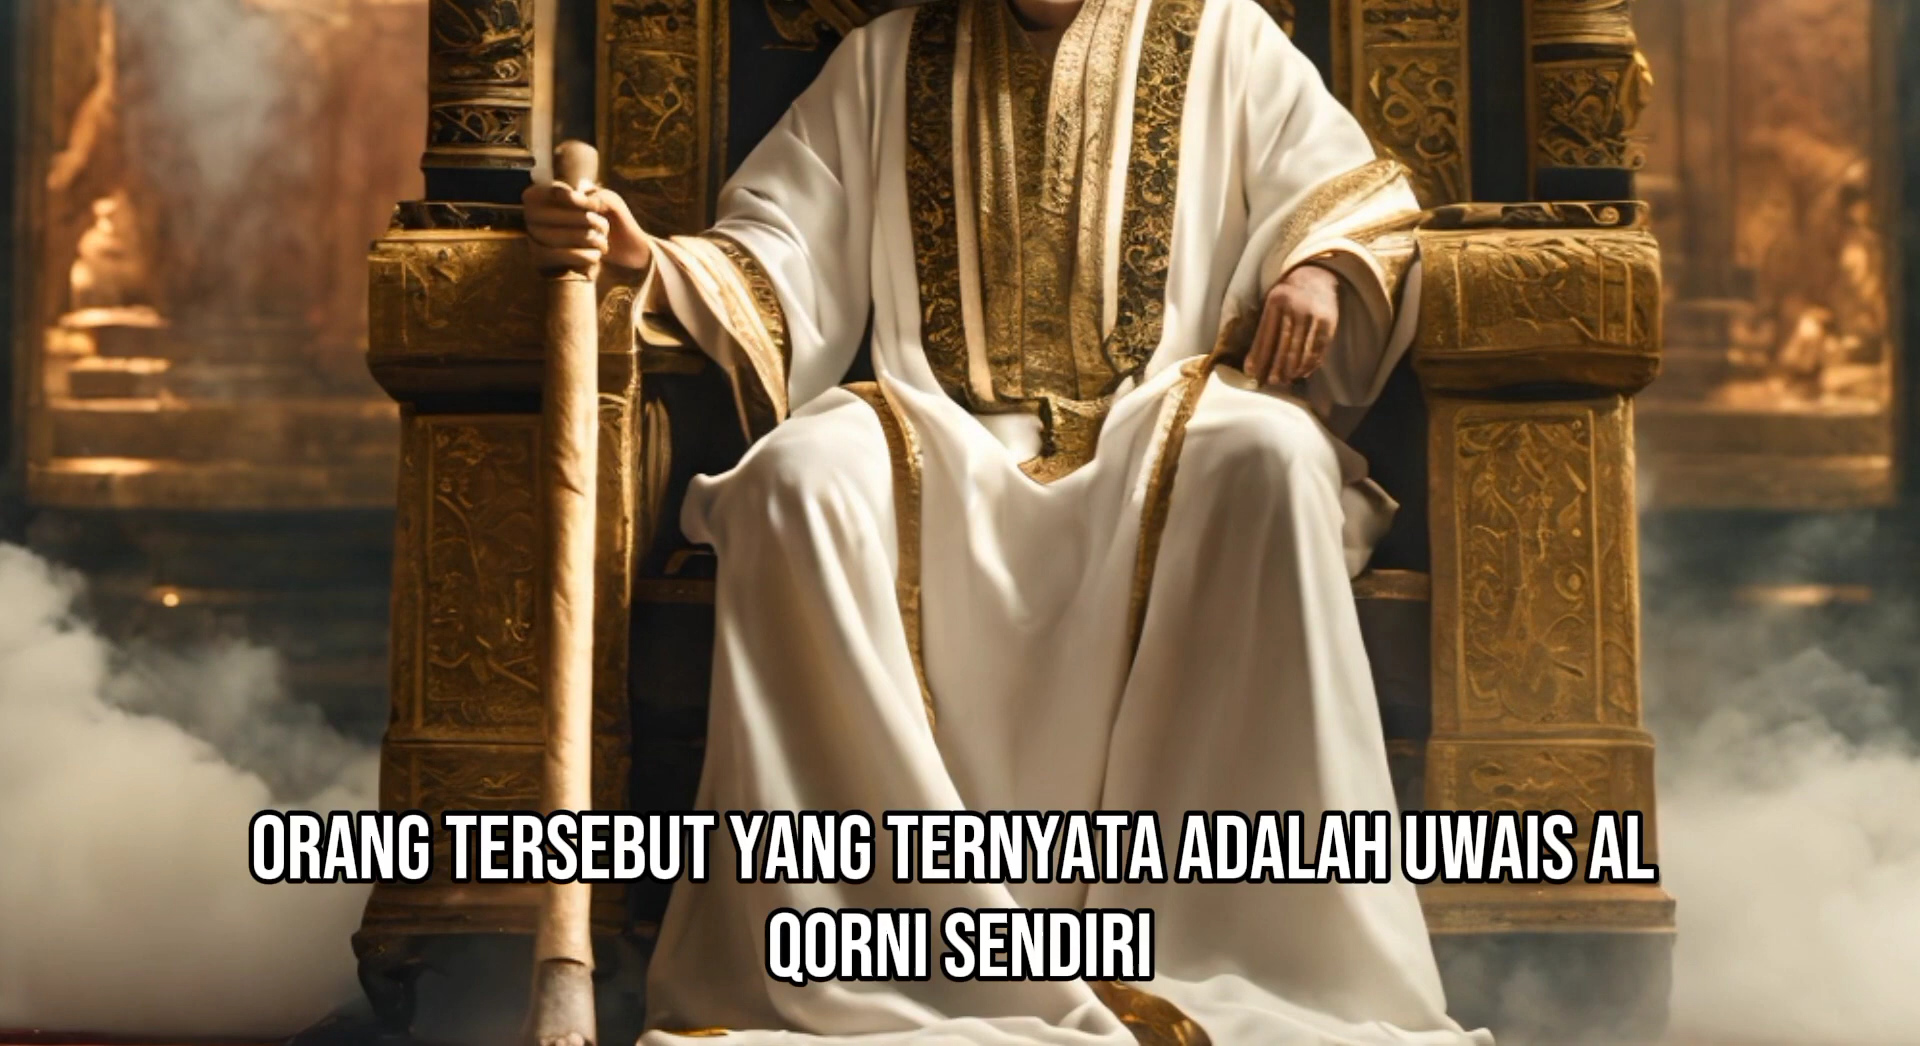 ORANG TERSEBUT YANG TERNYATA ADALAH UWAIS AL
QORNI SENDIRI